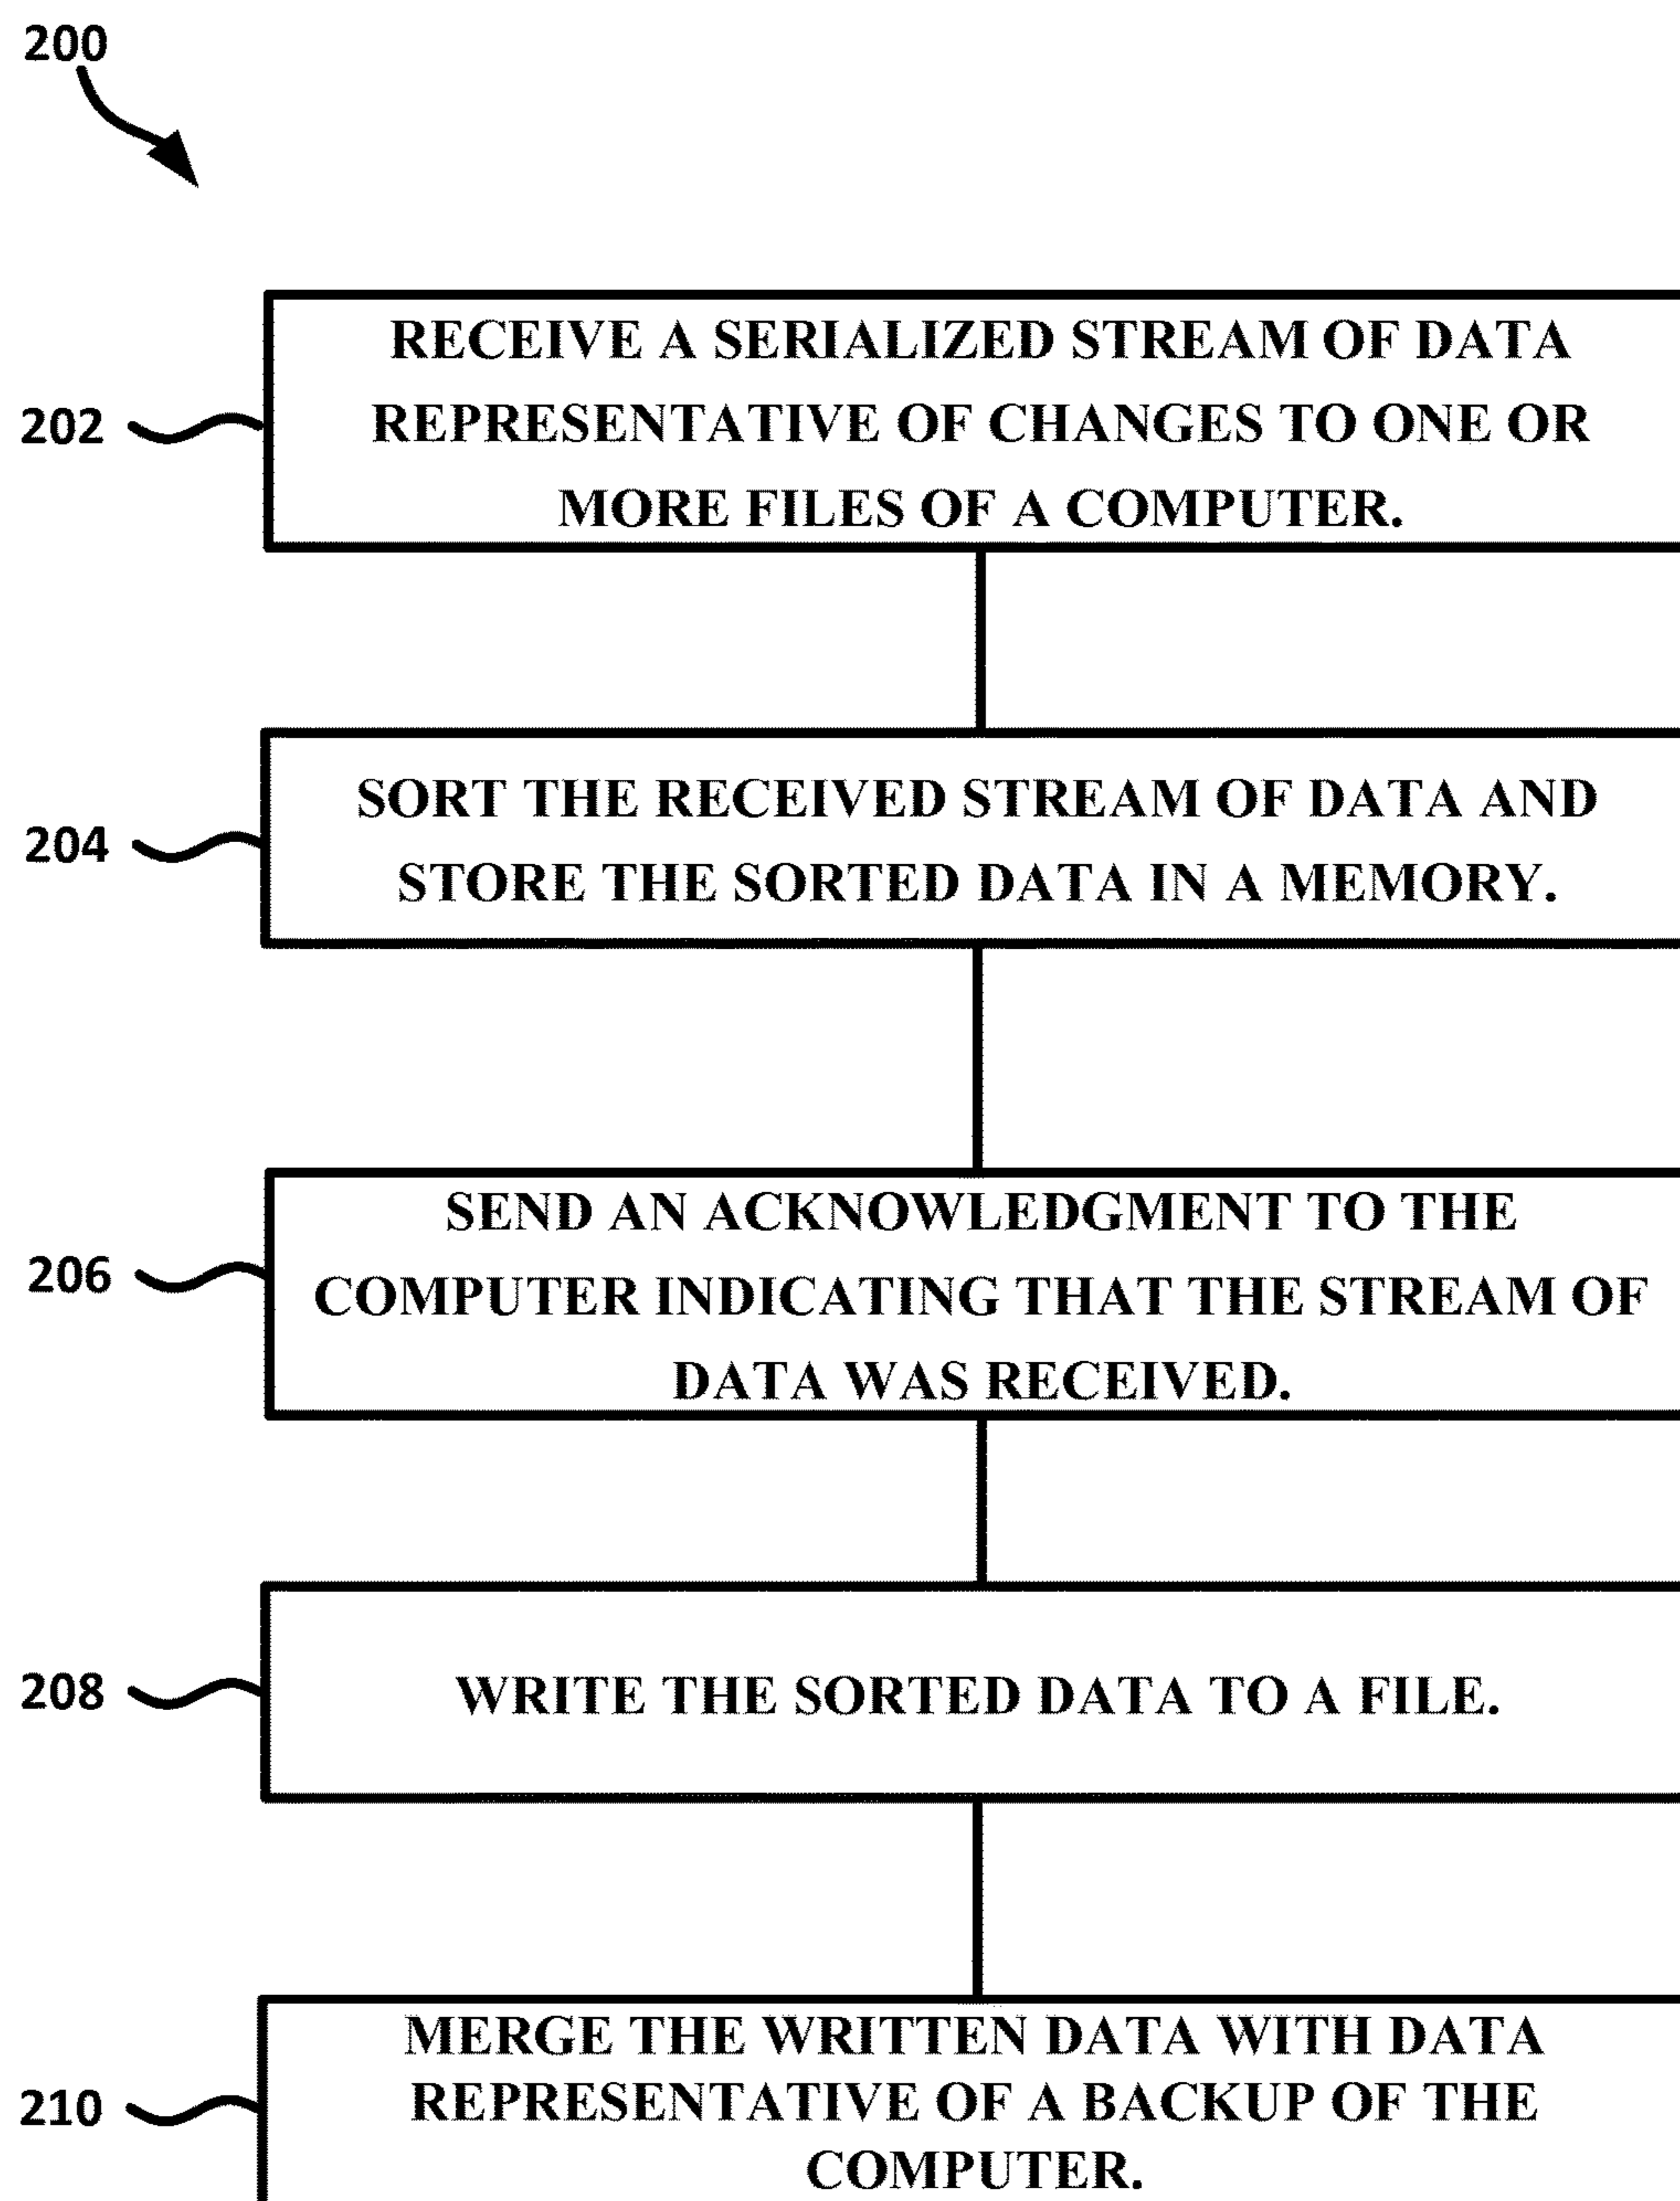 200
202
RECEIVE A SERIALIZED STREAM OF DATA
REPRESENTATIVE OF CHANGES TO ONE OR
MORE FILES OF A COMPUTER.
204
SORT THE RECEIVED STREAM OF DATA AND
STORE THE SORTED DATA IN A MEMORY.
206
SEND AN ACKNOWLEDGMENT TO THE
COMPUTER INDICATING THAT THE STREAM OF
DATA WAS RECEIVED.
208
WRITE THE SORTED DATA TO A FILE.
210
MERGE THE WRITTEN DATA WITH DATA
REPRESENTATIVE OF A BACKUP OF THE
COMPUTER.